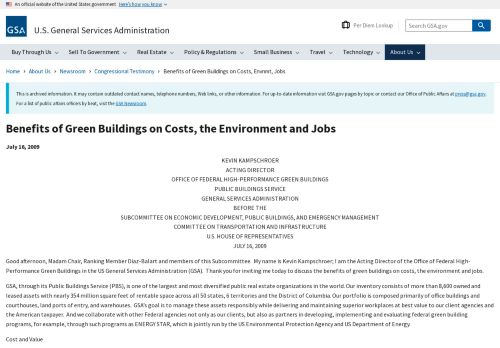 An official website of the United States government Here's how you know
GSA
U.S. General Services Administration
Per Diem Lookup
Search GSA.gov
Buy Through Us
Sell To Government
Real Estate
Policy & Regulations
Small Business
Travel
Technology
About Us
Home › About Us › Newsroom › Congressional Testimony › Benefits of Green Buildings on Costs, Envmnt, Jobs
This is archived information. It may contain outdated contact names, telephone numbers, Web links, or other information. For up-to-date information visit GSA.gov pages by topic or contact our Office of Public Affairs at press@gsa.gov.
For a list of public affairs officers by beat, visit the GSA Newsroom.
Benefits of Green Buildings on Costs, the Environment and Jobs
July 16, 2009
KEVIN KAMPSCHROER
ACTING DIRECTOR
OFFICE OF FEDERAL HIGH-PERFORMANCE GREEN BUILDINGS
PUBLIC BUILDINGS SERVICE
GENERAL SERVICES ADMINISTRATION
BEFORE THE
SUBCOMMITTEE ON ECONOMIC DEVELOPMENT, PUBLIC BUILDINGS, AND EMERGENCY MANAGEMENT
COMMITTEE ON TRANSPORTATION AND INFRASTRUCTURE
U.S. HOUSE OF REPRESENTATIVES
JULY 16, 2009
Good afternoon, Madam Chair, Ranking Member Diaz-Balart and members of this Subcommittee. My name is Kevin Kampschroer; I am the Acting Director of the Office of Federal High-
Performance Green Buildings in the US General Services Administration (GSA). Thank you for inviting me today to discuss the benefits of green buildings on costs, the environment and jobs.
GSA, through its Public Buildings Service (PBS), is one of the largest and most diversified public real estate organizations in the world. Our inventory consists of more than 8,600 owned and
leased assets with nearly 354 million square feet of rentable space across all 50 states, 6 territories and the District of Columbia. Our portfolio is composed primarily of office buildings and
courthouses, land ports of entry, and warehouses. GSA's goal is to manage these assets responsibly while delivering and maintaining superior workplaces at best value to our client agencies and
the American taxpayer. And we collaborate with other Federal agencies not only as our clients, but also as partners in developing, implementing and evaluating federal green building
programs, for example, through such programs as ENERGY STAR, which is jointly run by the US Environmental Protection Agency and US Department of Energy.
Cost and Value